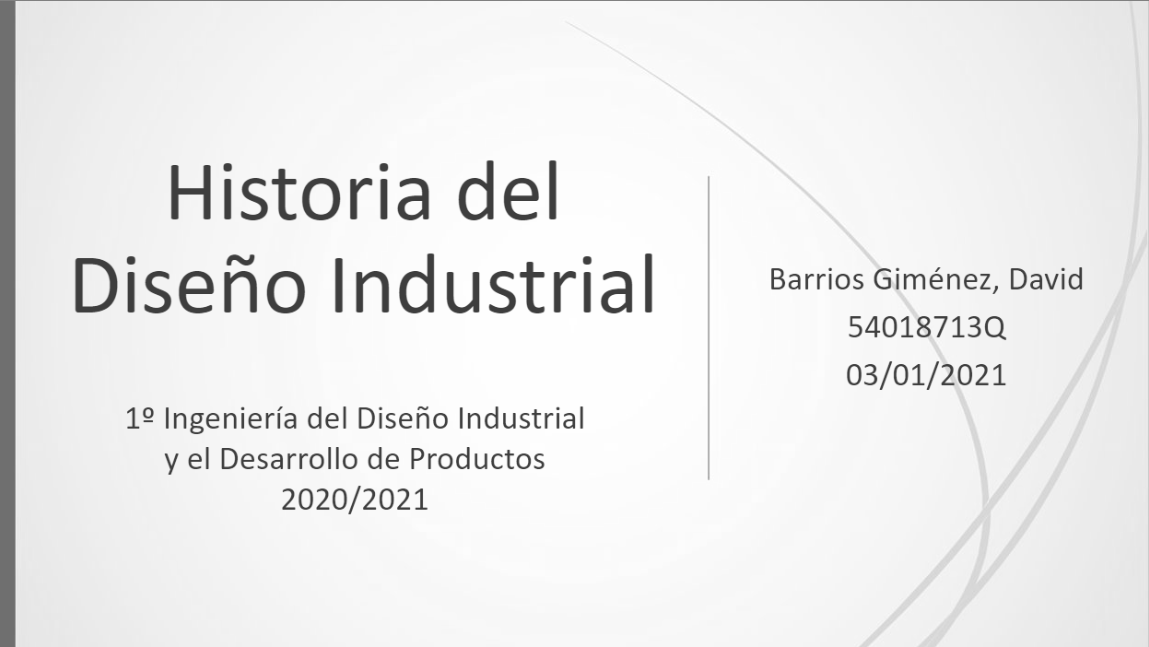 Historia del
Diseño Industrial
1º Ingeniería del Diseño Industrial
y el Desarrollo de Productos
2020/2021
Barrios Giménez, David
54018713Q
03/01/2021